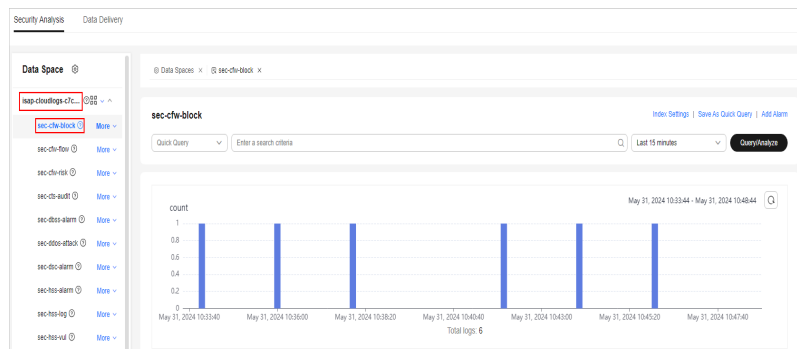 Security Analysis Data Delivery
Data Space
Data Spaces × sec-cfw-block ×
isap-cloudlogs-c7c...
sec-cfw-block More
sec-cfw-flow More
sec-cfw-risk More
sec-cts-audit More
sec-dbss-alarm More
sec-ddos-attack More
sec-dsc-alarm More
sec-hss-alarm More
sec-hss-log More
sec-hss-vul More
sec-cfw-block
Index Settings | Save As Quick Query | Add Alarm
Quick Query Enter a search criteria Last 15 minutes Query/Analyze
May 31, 2024 10:33:44 - May 31, 2024 10:48:44
count
1
0.8
0.6
0.4
0.2
0
May 31, 2024 10:33:40 May 31, 2024 10:36:00 May 31, 2024 10:38:20 May 31, 2024 10:40:40 May 31, 2024 10:43:00 May 31, 2024 10:45:20 May 31, 2024 10:47:40
Total logs: 6